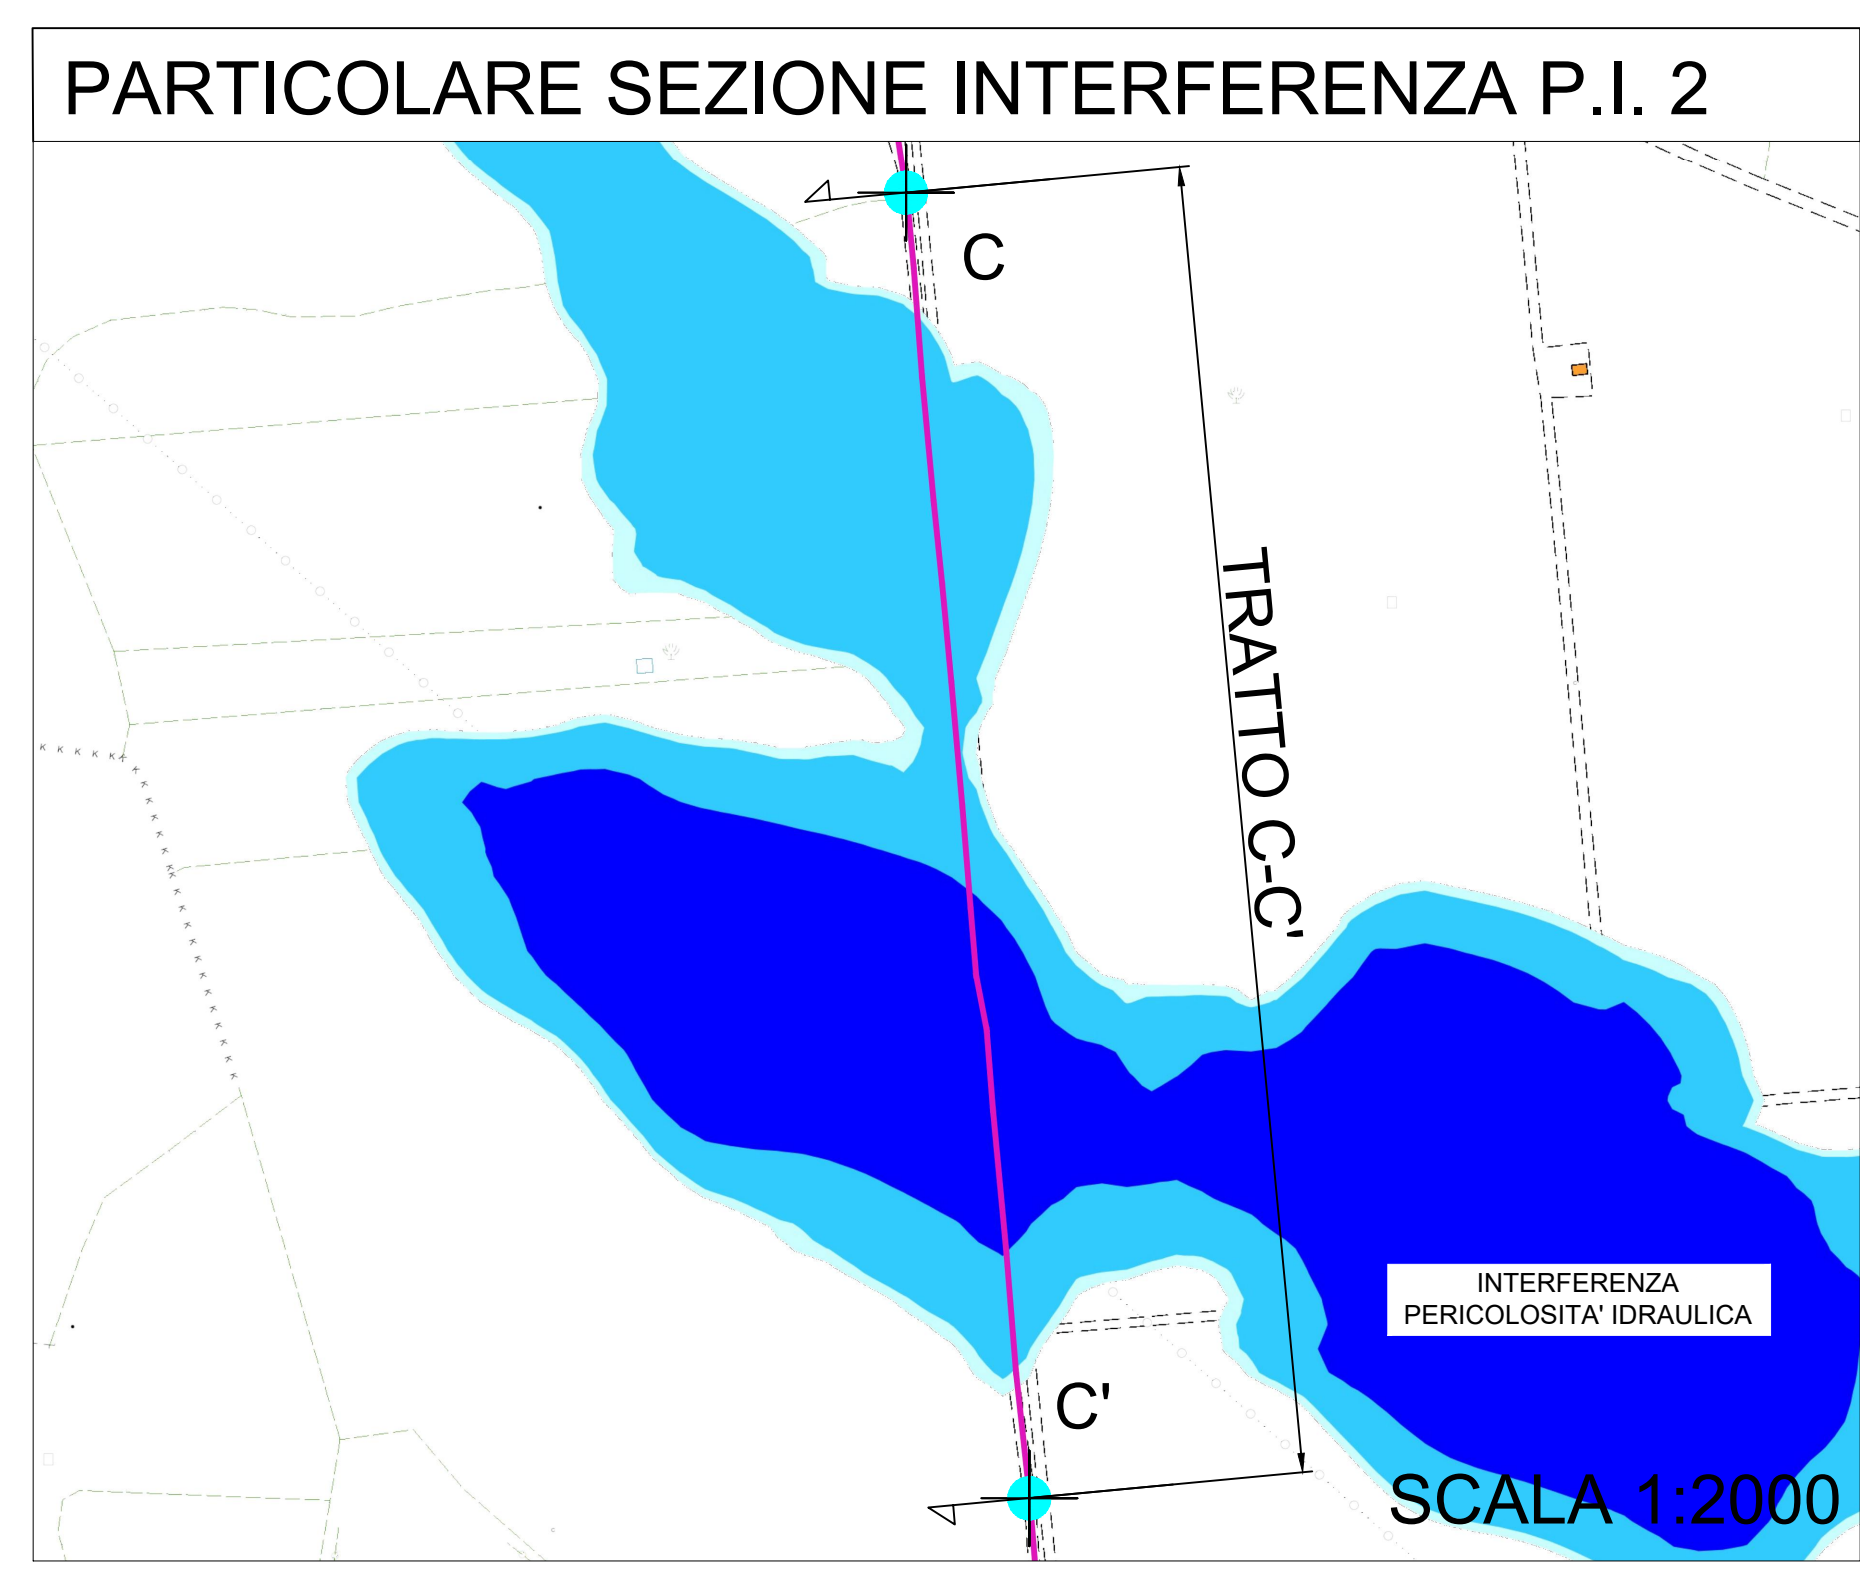 PARTICOLARE SEZIONE INTERFERENZA P.I. 2
C
TRATTO C-C'
INTERFERENZA
PERICOLOSITA' IDRAULICA
C'
SCALA 1:2000